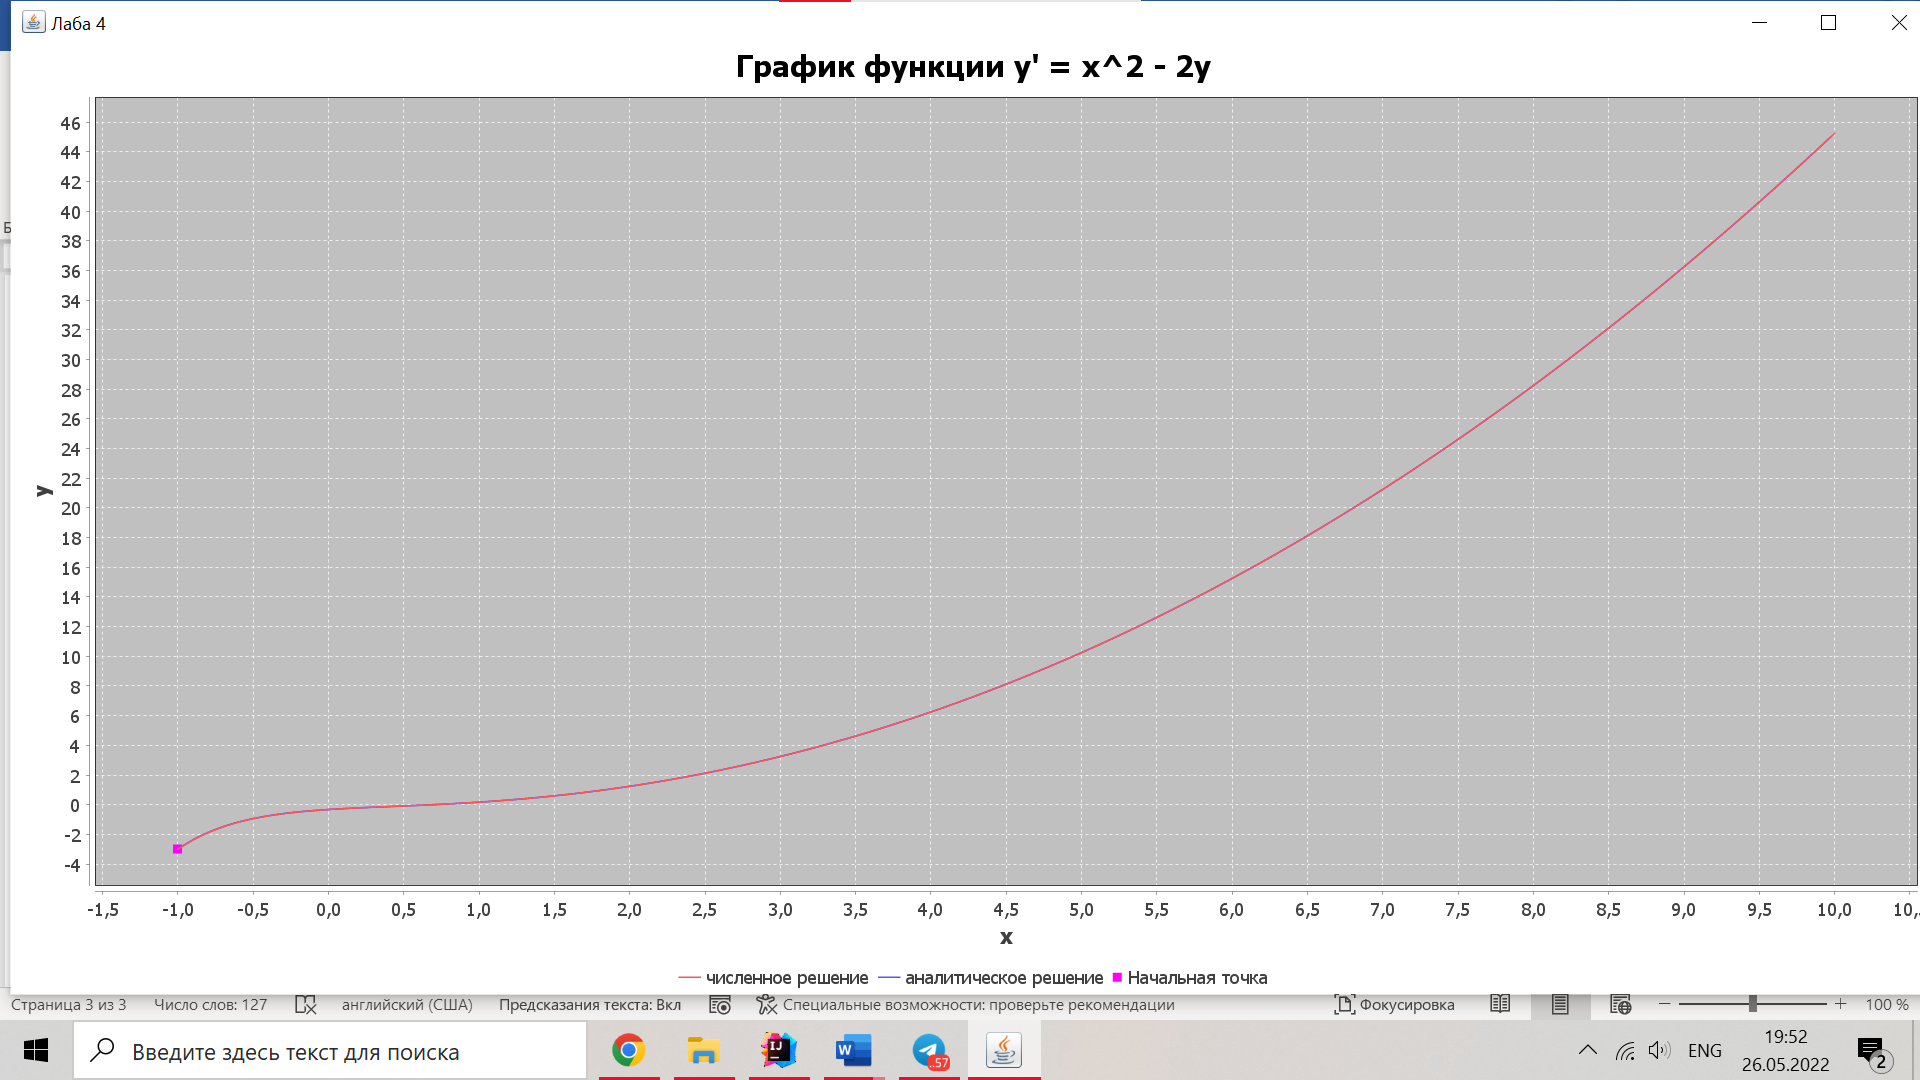 Лаба 4
График функции y' = x^2 - 2y
46
44
42
40
38
36
34
32
30
28
26
24
22
20
18
16
14
12
10
8
6
4
2
0
-2
-4
y
-1,5 -1,0 -0,5 0,0 0,5 1,0 1,5 2,0 2,5 3,0 3,5 4,0 4,5 5,0 5,5 6,0 6,5 7,0 7,5 8,0 8,5 9,0 9,5 10,0 10,
x
численное решение аналитическое решение Начальная точка
Страница 3 из 3 Число слов: 127 английский (США) Предсказания текста: Вкл Специальные возможности: проверьте рекомендации Фокусировка 100 %
Введите здесь текст для поиска
IJ
W
..57
ENG
19:52
26.05.2022
2